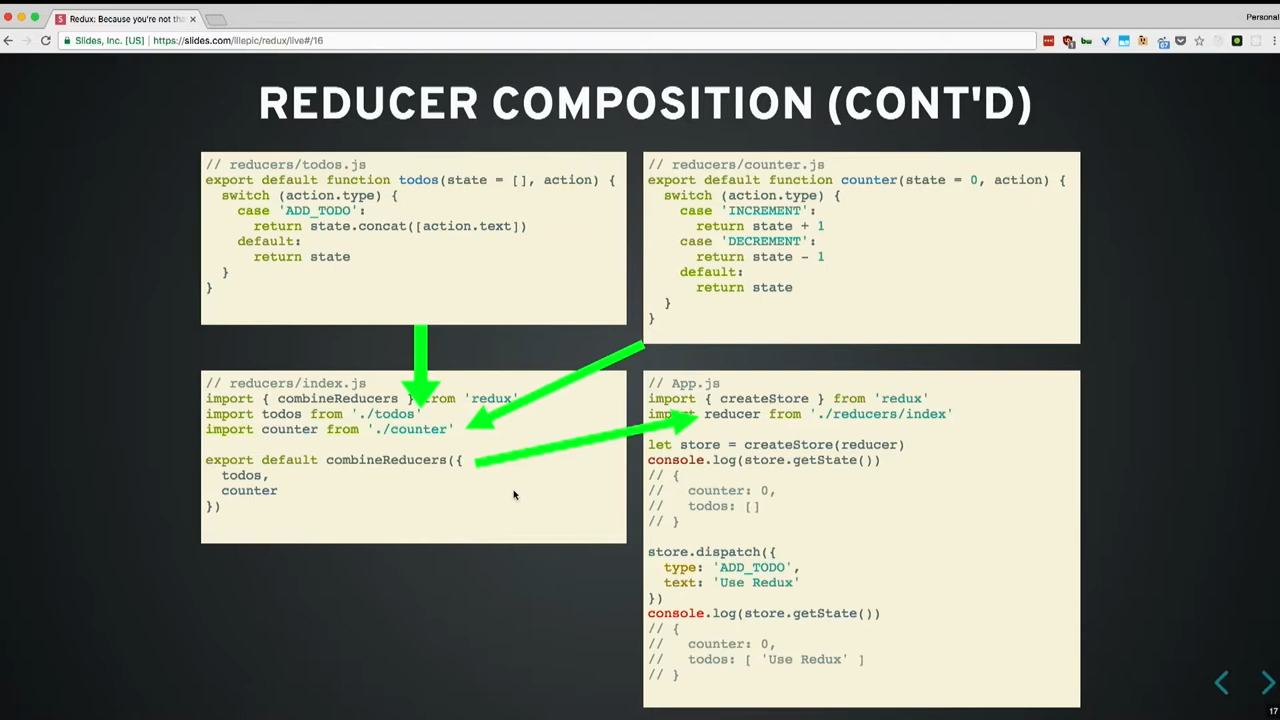 Redux: Because you're not tha
Personal
Slides, Inc. [US] | https://slides.com/illepic/redux/live#/16
REDUCER COMPOSITION (CONT'D)
// reducers/todos.js
export default function todos(state = [], action) {
  switch (action.type) {
    case 'ADD_TODO':
      return state.concat([action.text])
    default:
      return state
  }
}
// reducers/counter.js
export default function counter(state = 0, action) {
  switch (action.type) {
    case 'INCREMENT':
      return state + 1
    case 'DECREMENT':
      return state - 1
    default:
      return state
  }
}
// reducers/index.js
import { combineReducers } from 'redux'
import todos from './todos'
import counter from './counter'
export default combineReducers({
  todos,
  counter
})
// App.js
import { createStore } from 'redux'
import reducer from './reducers/index'
let store = createStore(reducer)
console.log(store.getState())
// {
//   counter: 0,
//   todos: []
// }
store.dispatch({
  type: 'ADD_TODO',
  text: 'Use Redux'
})
console.log(store.getState())
// {
//   counter: 0,
//   todos: [ 'Use Redux' ]
// }
17